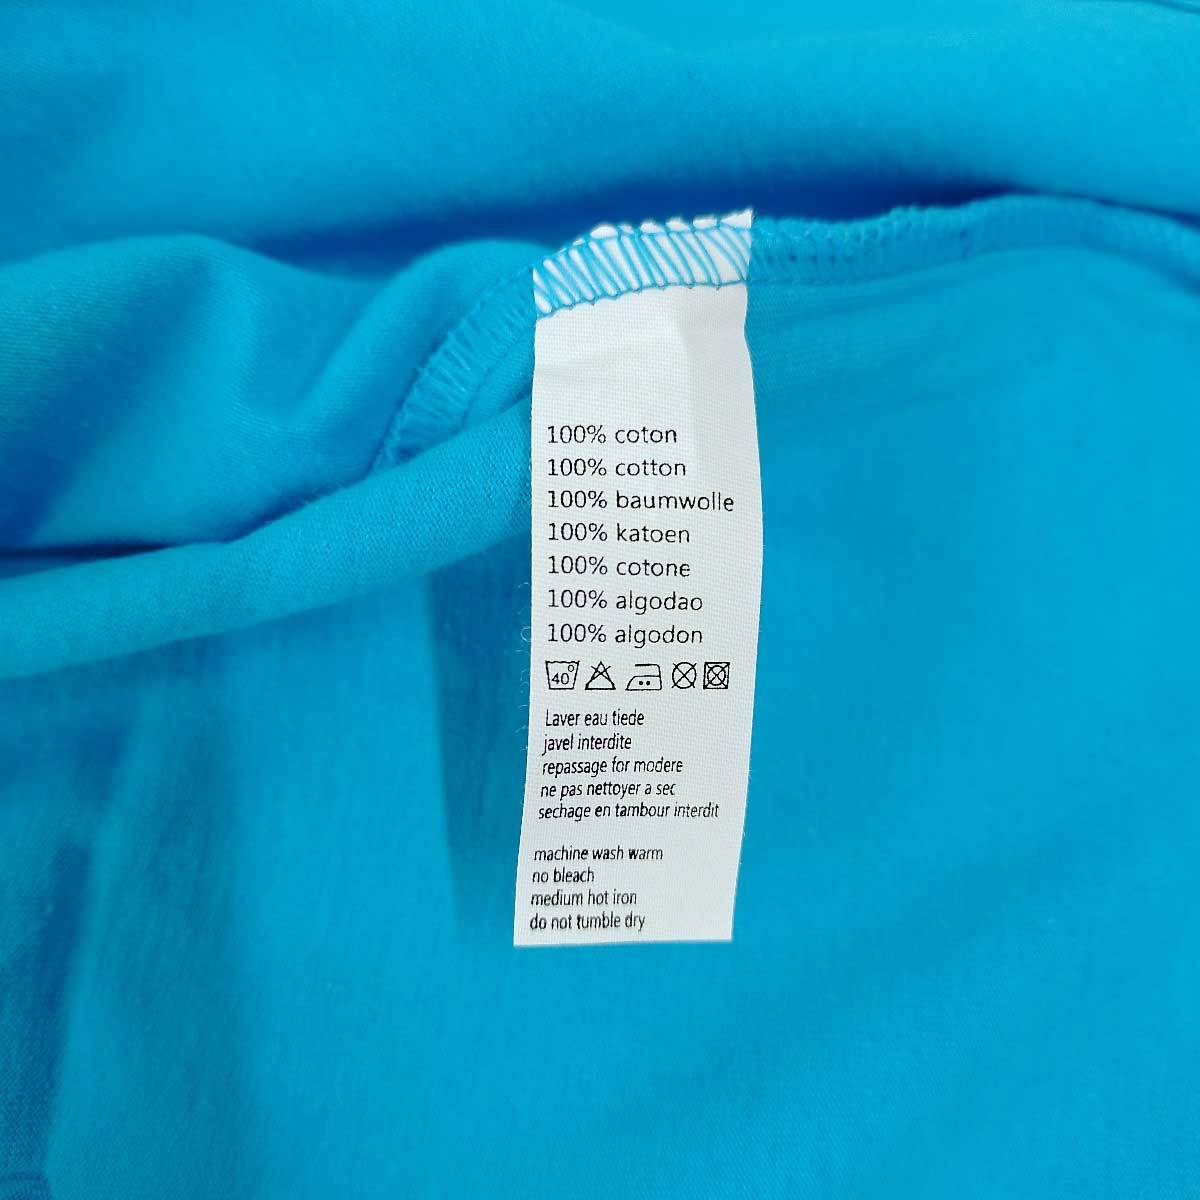 100% coton
100% cotton
100% baumwolle
100% katoen
100% cotone
100% algodao
100% algodon
40°
Laver eau tiede
javel interdite
repassage for modere
ne pas nettoyer a sec
sechage en tambour interdit
machine wash warm
no bleach
medium hot iron
do not tumble dry